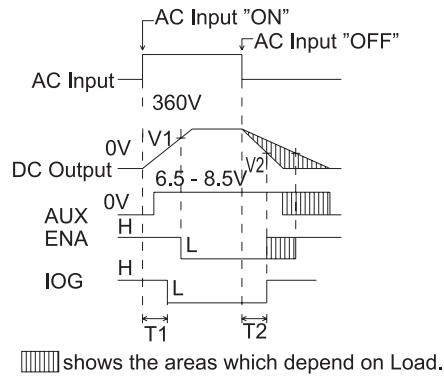 AC Input ”ON”
AC Input ”OFF”
AC Input
360V
0V
V1
V2
DC Output
6.5 - 8.5V
0V
AUX
ENA
H
L
H
IOG
L
T1
T2
shows the areas which depend on Load.